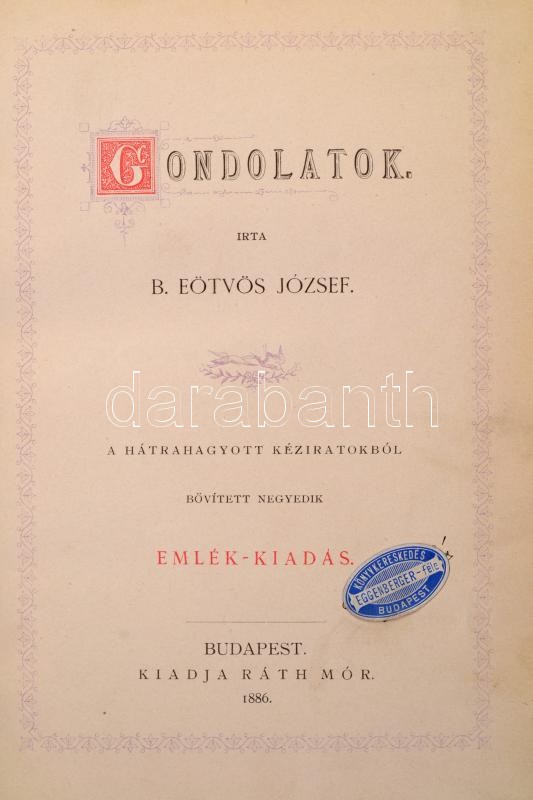 GONDOLATOK.
IRTA
B. EÖTVÖS JÓZSEF.
darabanth
A HÁTRAHAGYOTT KÉZIRATOKBÓL
BŐVÍTETT NEGYEDIK
EMLÉK-KIADÁS.
KÖNYVKERESKEDÉS
EGGENBERGER-féle
BUDAPEST
BUDAPEST.
KIADJA RÁTH MÓR.
1886.